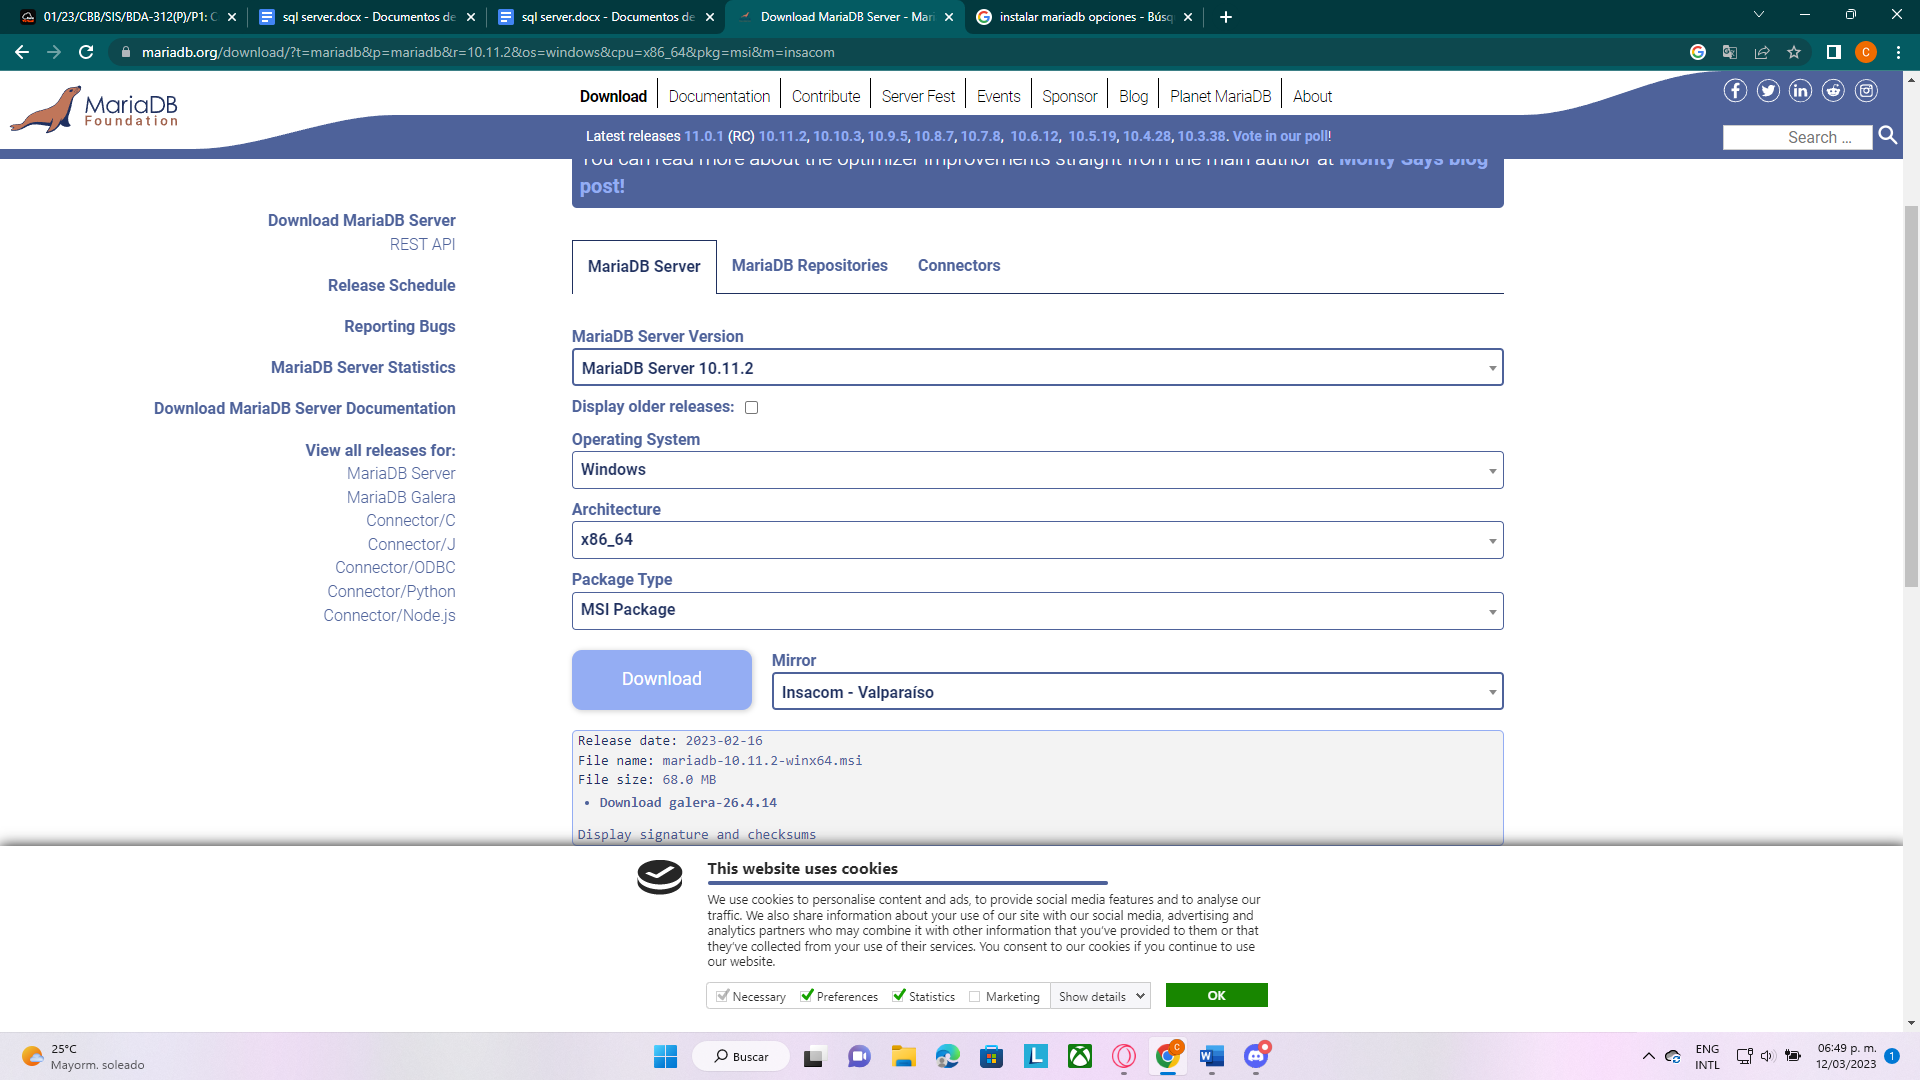 01/23/CBB/SIS/BDA-312(P)/P1: C
sql server.docx - Documentos de
sql server.docx - Documentos de
Download MariaDB Server - Mari
instalar mariadb opciones - Búsq
mariadb.org/download/?t=mariadb&p=mariadb&r=10.11.2&os=windows&cpu=x86_64&pkg=msi&m=insacom
C
MariaDB
Foundation
Download
Documentation
Contribute
Server Fest
Events
Sponsor
Blog
Planet MariaDB
About
Latest releases 11.0.1 (RC) 10.11.2, 10.10.3, 10.9.5, 10.8.7, 10.7.8, 10.6.12, 10.5.19, 10.4.28, 10.3.38. Vote in our poll!
Search ...
You can read more about the optimizer improvements straight from the main author at Monty Says blog
post!
Download MariaDB Server
REST API
Release Schedule
Reporting Bugs
MariaDB Server Statistics
Download MariaDB Server Documentation
View all releases for:
MariaDB Server
MariaDB Galera
Connector/C
Connector/J
Connector/ODBC
Connector/Python
Connector/Node.js
MariaDB Server
MariaDB Repositories
Connectors
MariaDB Server Version
MariaDB Server 10.11.2
Display older releases:
Operating System
Windows
Architecture
x86_64
Package Type
MSI Package
Download
Mirror
Insacom - Valparaíso
Release date: 2023-02-16
File name: mariadb-10.11.2-winx64.msi
File size: 68.0 MB
• Download galera-26.4.14
Display signature and checksums
This website uses cookies
We use cookies to personalise content and ads, to provide social media features and to analyse our
traffic. We also share information about your use of our site with our social media, advertising and
analytics partners who may combine it with other information that you've provided to them or that
they've collected from your use of their services. You consent to our cookies if you continue to use
our website.
Necessary
Preferences
Statistics
Marketing
Show details
OK
25°C
Mayorm. soleado
Buscar
L
C
W
ENG
INTL
06:49 p. m.
12/03/2023
1